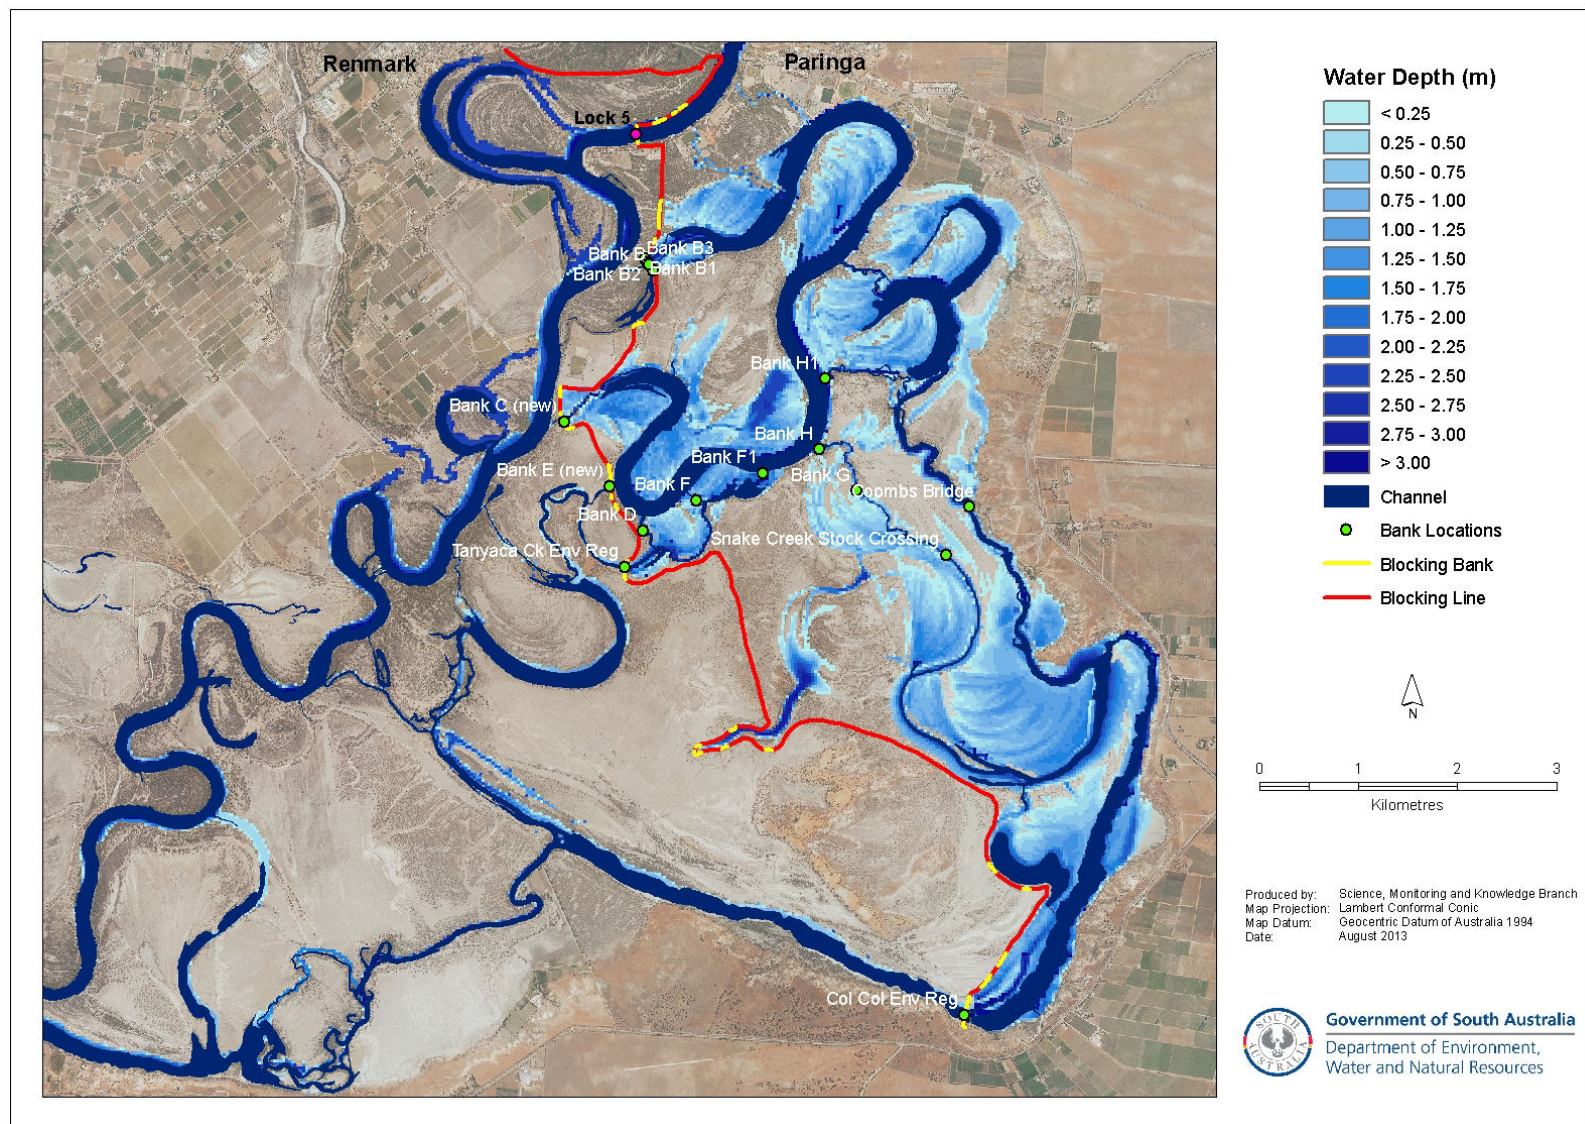 Renmark
Paringa
Lock 5
Bank B
Bank B3
Bank B2
Bank B1
Bank H1
Bank C (new)
Bank H
Bank F1
Bank E (new)
Bank G
Bank F
Coombs Bridge
Bank D
Snake Creek Stock Crossing
Tanyaca Ck Env Reg
Col Col Env Reg
Water Depth (m)
< 0.25
0.25 - 0.50
0.50 - 0.75
0.75 - 1.00
1.00 - 1.25
1.25 - 1.50
1.50 - 1.75
1.75 - 2.00
2.00 - 2.25
2.25 - 2.50
2.50 - 2.75
2.75 - 3.00
> 3.00
Channel
Bank Locations
Blocking Bank
Blocking Line
N
0 1 2 3
Kilometres
Produced by: Science, Monitoring and Knowledge Branch
Map Projection: Lambert Conformal Conic
Map Datum: Geocentric Datum of Australia 1994
Date: August 2013
SOUTH AUSTRALIA
Government of South Australia
Department of Environment,
Water and Natural Resources